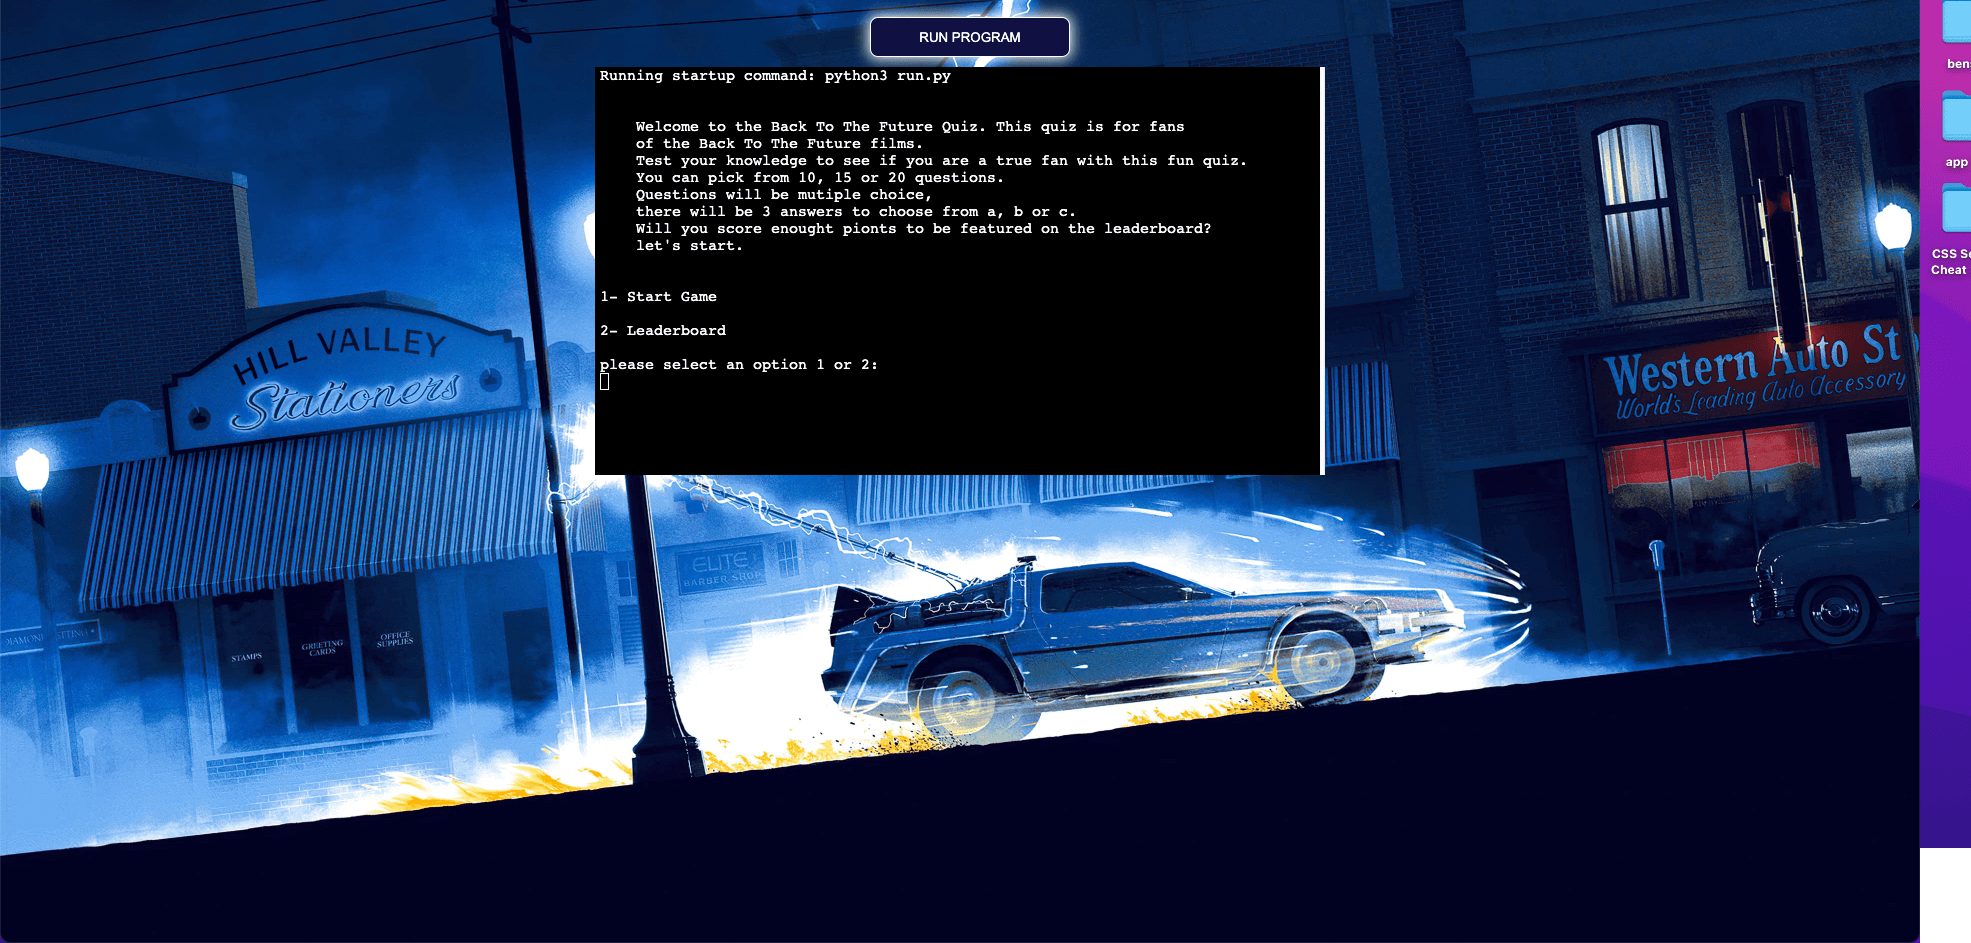 RUN PROGRAM
Running startup command: python3 run.py
Welcome to the Back To The Future Quiz. This quiz is for fans
of the Back To The Future films.
Test your knowledge to see if you are a true fan with this fun quiz.
You can pick from 10, 15 or 20 questions.
Questions will be mutiple choice,
there will be 3 answers to choose from a, b or c.
Will you score enought pionts to be featured on the leaderboard?
let's start.
1- Start Game
2- Leaderboard
please select an option 1 or 2:
HILL VALLEY
Stationers
Western Auto St
World's Leading Auto Accessory
ELITE
BARBER SHOP
STAMPS
GREETING
CARDS
OFFICE
SUPPLIES
app
CSS
Cheat